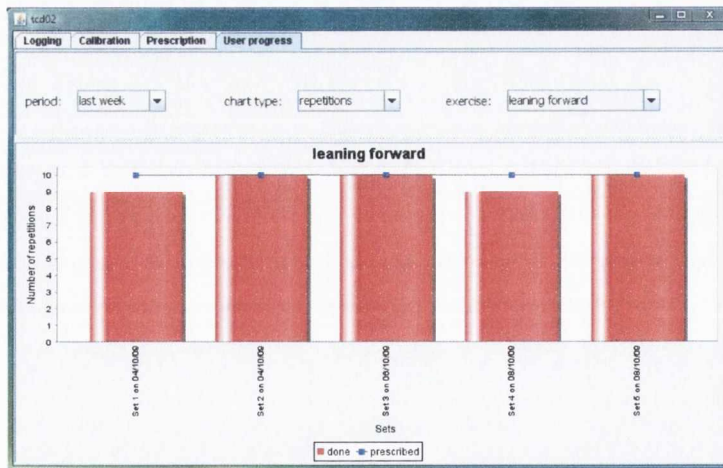 tcd02
Logging Calibration Prescription User progress
period: last week chart type: repetitions exercise: leaning forward
leaning forward
Number of repetitions
10
9
8
7
6
5
4
3
2
1
0
Set 1 on 04/10/09
Set 2 on 04/10/09
Set 3 on 06/10/09
Set 4 on 08/10/09
Set 5 on 08/10/09
Sets
done prescribed